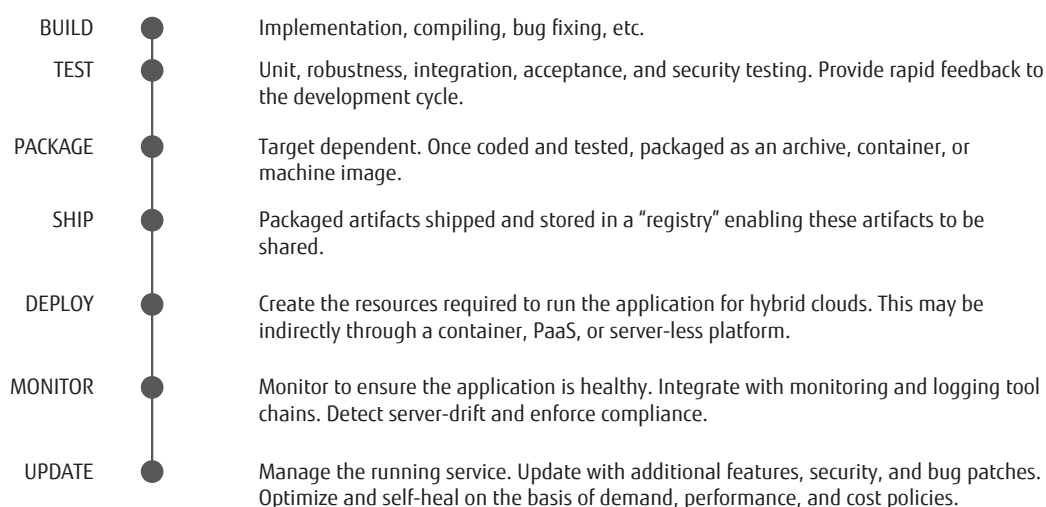 BUILD Implementation, compiling, bug fixing, etc.
TEST Unit, robustness, integration, acceptance, and security testing. Provide rapid feedback to
the development cycle.
PACKAGE Target dependent. Once coded and tested, packaged as an archive, container, or
machine image.
SHIP Packaged artifacts shipped and stored in a “registry” enabling these artifacts to be
shared.
DEPLOY Create the resources required to run the application for hybrid clouds. This may be
indirectly through a container, PaaS, or server-less platform.
MONITOR Monitor to ensure the application is healthy. Integrate with monitoring and logging tool
chains. Detect server-drift and enforce compliance.
UPDATE Manage the running service. Update with additional features, security, and bug patches.
Optimize and self-heal on the basis of demand, performance, and cost policies.